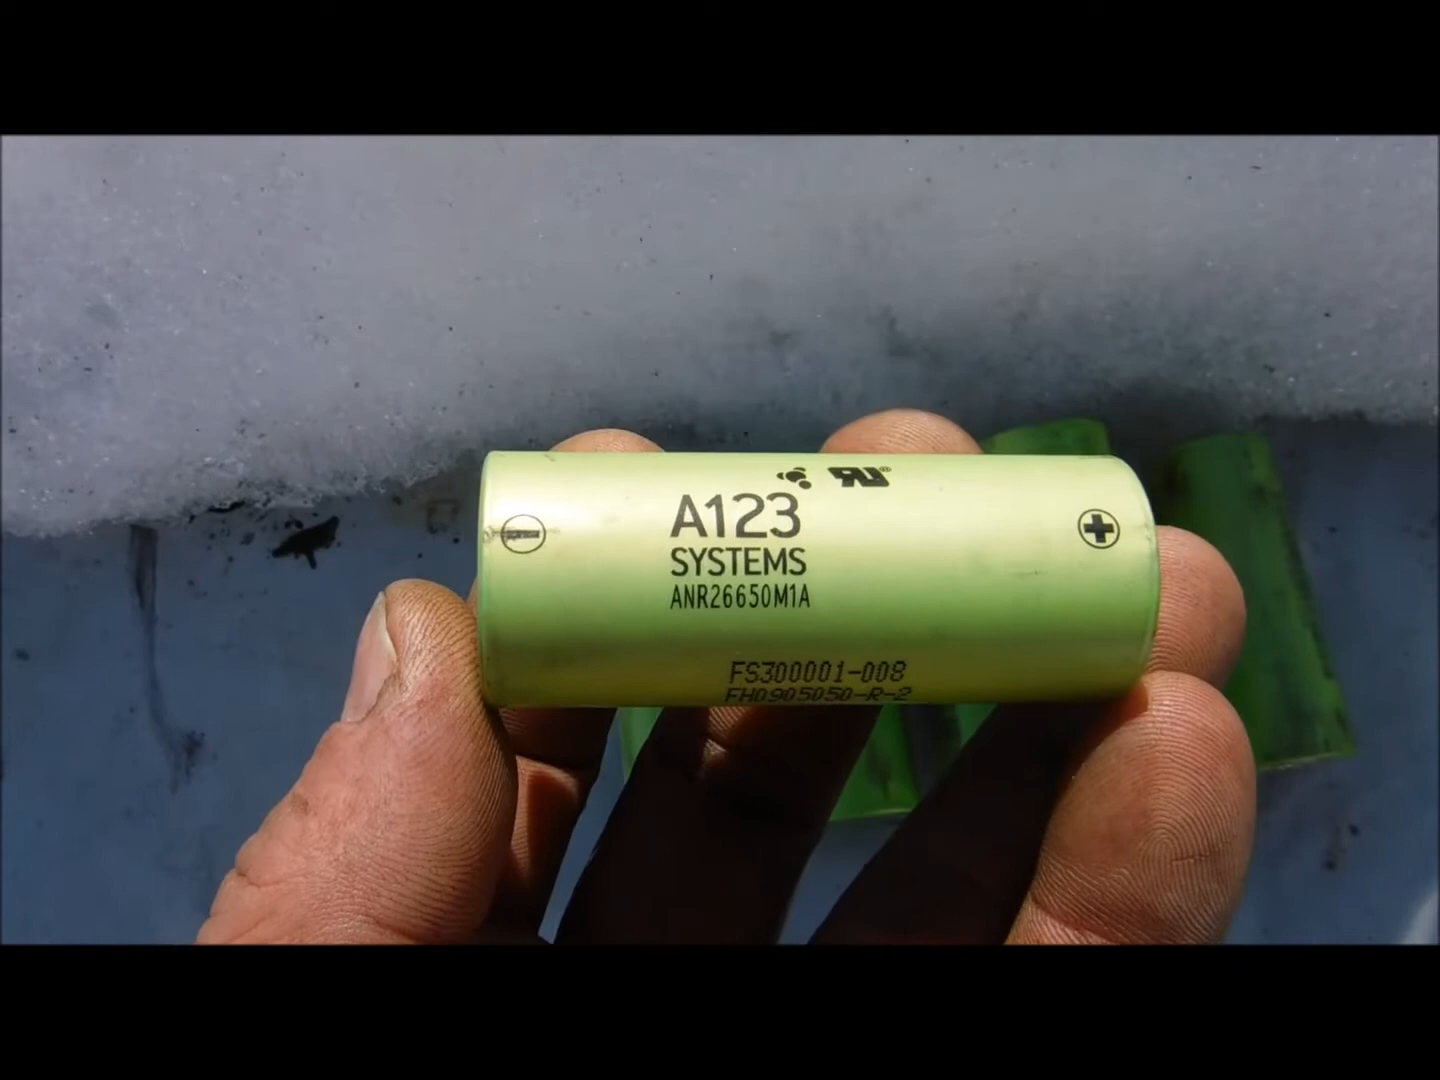 A123
SYSTEMS
ANR26650M1A
FS300001-008
FH0905050-R-2